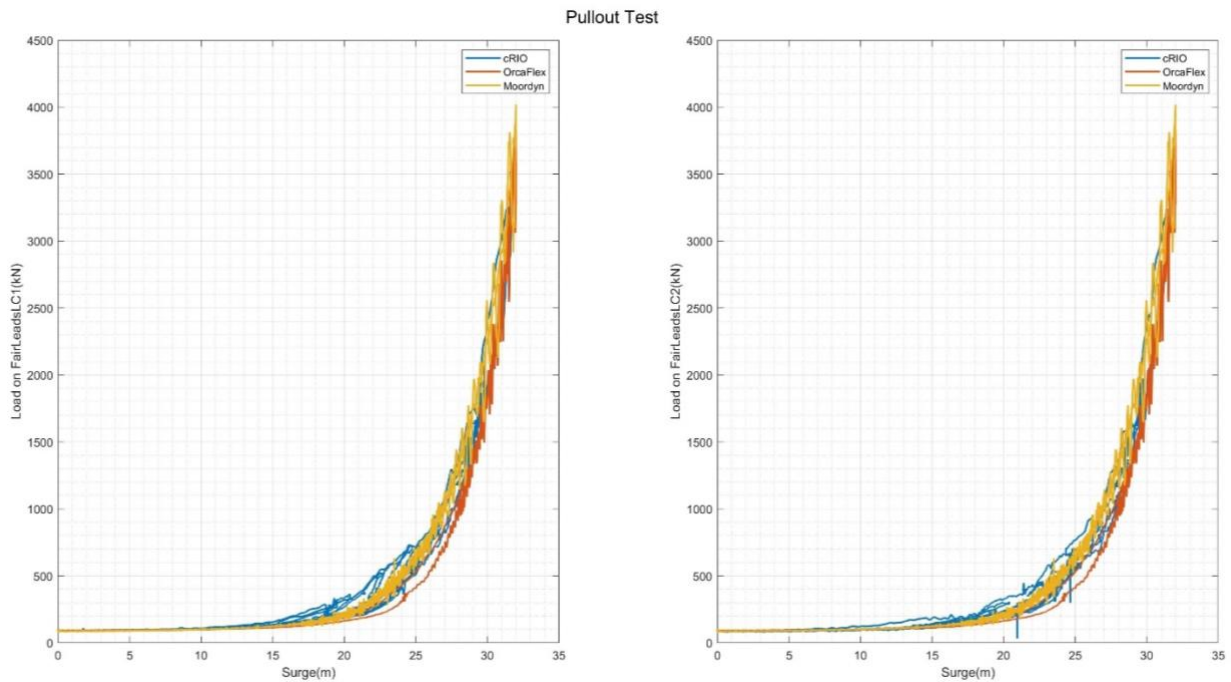 Pullout Test
4500
4000
3500
3000
2500
2000
1500
1000
500
0
Load on FairLeadsLC1(kN)
0 5 10 15 20 25 30 35
Surge(m)
cRIO
OrcaFlex
Moordyn
4500
4000
3500
3000
2500
2000
1500
1000
500
0
Load on FairLeadsLC2(kN)
0 5 10 15 20 25 30 35
Surge(m)
cRIO
OrcaFlex
Moordyn